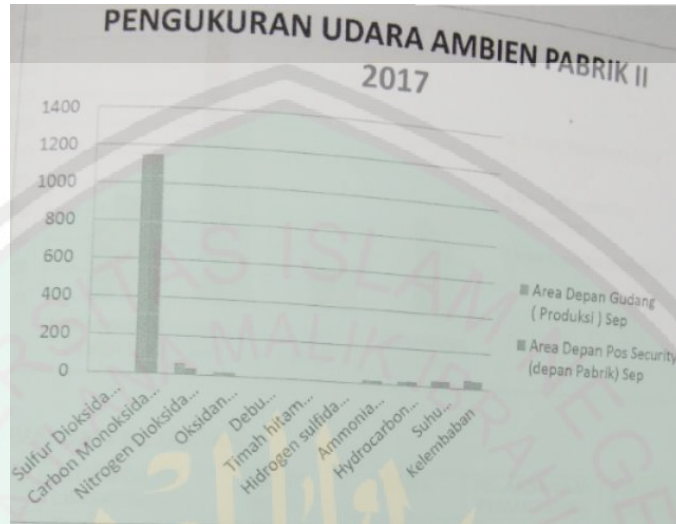 PENGUKURAN UDARA AMBIEN PABRIK II
2017
1400
1200
1000
800
600
400
200
0
Sulfur Dioksida...
Carbon Monoksida...
Nitrogen Dioksida...
Oksidan...
Debu...
Timah hitam...
Hidrogen sulfida...
Ammonia...
Hydrocarbon...
Suhu...
Kelembaban
Area Depan Gudang
( Produksi ) Sep
Area Depan Pos Security
(depan Pabrik) Sep